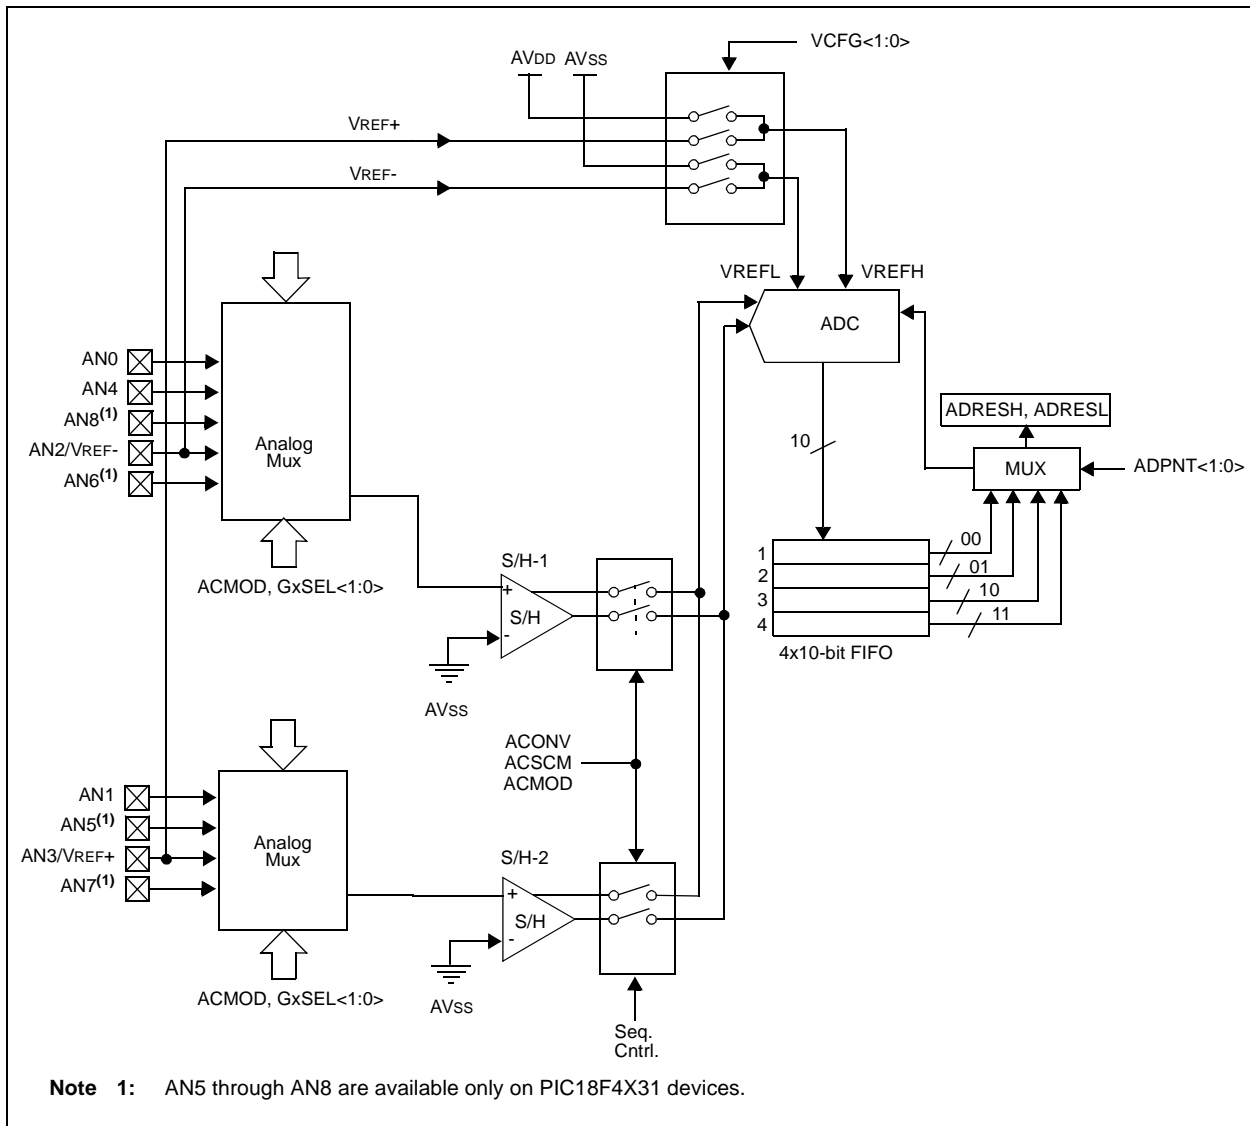 VCFG<1:0>
AVDD AVSS
VREF+
VREF-
VREFL VREFH
ADC
AN0
AN4
AN8(1)
AN2/VREF-
AN6(1)
Analog
Mux
ACMOD, GxSEL<1:0>
10
ADRESH, ADRESL
MUX
ADPNT<1:0>
1
2
3
4
00
01
10
11
4x10-bit FIFO
S/H-1
+
S/H
-
AVSS
ACONV
ACSCM
ACMOD
AN1
AN5(1)
AN3/VREF+
AN7(1)
Analog
Mux
ACMOD, GxSEL<1:0>
S/H-2
+
S/H
-
AVSS
Seq.
Cntrl.
Note 1: AN5 through AN8 are available only on PIC18F4X31 devices.